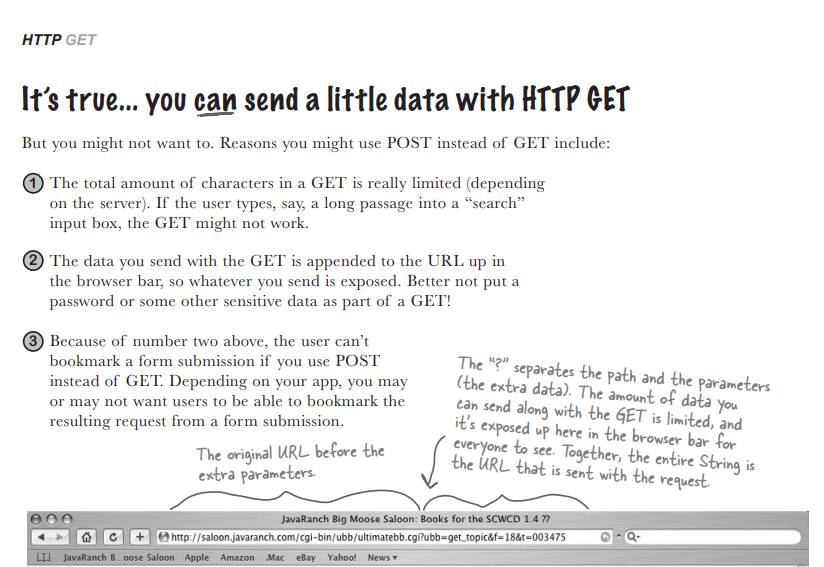 HTTP GET
It's true... you can send a little data with HTTP GET
But you might not want to. Reasons you might use POST instead of GET include:
1 The total amount of characters in a GET is really limited (depending
on the server). If the user types, say, a long passage into a “search”
input box, the GET might not work.
2 The data you send with the GET is appended to the URL up in
the browser bar, so whatever you send is exposed. Better not put a
password or some other sensitive data as part of a GET!
3 Because of number two above, the user can't
bookmark a form submission if you use POST
instead of GET. Depending on your app, you may
or may not want users to be able to bookmark the
resulting request from a form submission.
The “?” separates the path and the parameters
(the extra data). The amount of data you
can send along with the GET is limited, and
it's exposed up here in the browser bar for
everyone to see. Together, the entire String is
the URL that is sent with the request.
The original URL before the
extra parameters.
JavaRanch Big Moose Saloon: Books for the SCWCD 1.4 ??
http://saloon.javaranch.com/cgi-bin/ubb/ultimatebb.cgi?ubb=get_topic&f=18&t=003475
JavaRanch B...oose Saloon Apple Amazon .Mac eBay Yahoo! News